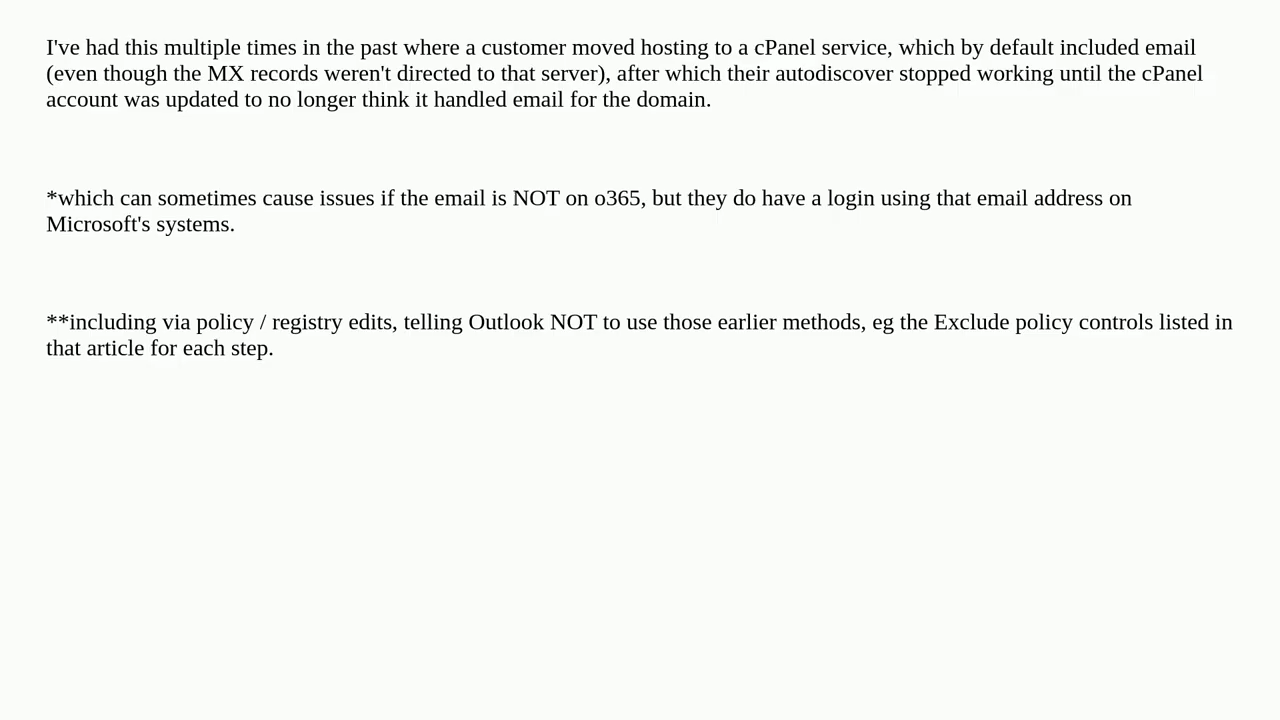 I've had this multiple times in the past where a customer moved hosting to a cPanel service, which by default included email
(even though the MX records weren't directed to that server), after which their autodiscover stopped working until the cPanel
account was updated to no longer think it handled email for the domain.
*which can sometimes cause issues if the email is NOT on o365, but they do have a login using that email address on
Microsoft's systems.
**including via policy / registry edits, telling Outlook NOT to use those earlier methods, eg the Exclude policy controls listed in
that article for each step.